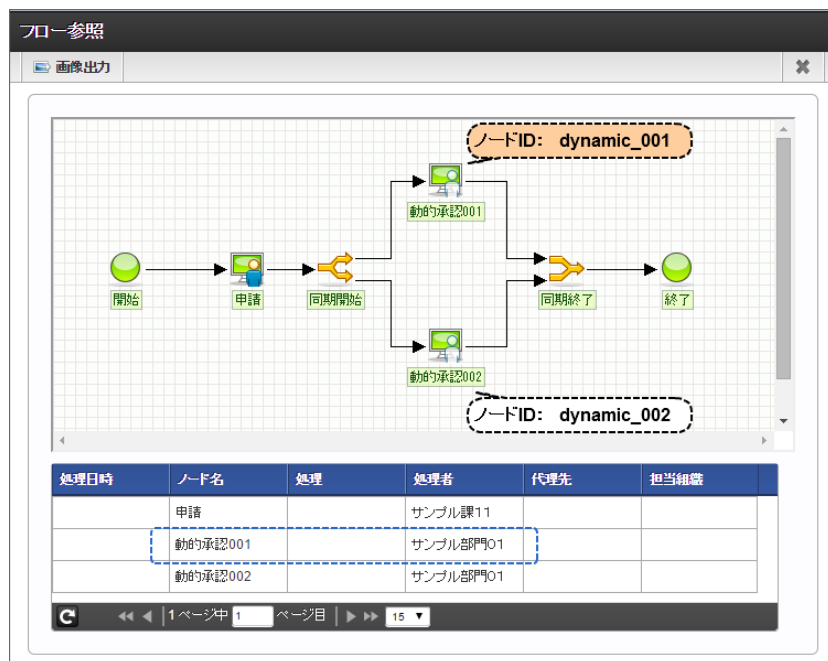 フロー参照
画像出力
ノードID: dynamic_001
動的承認001
開始
申請
同期開始
同期終了
終了
動的承認002
ノードID: dynamic_002
処理日時 ノード名 処理 処理者 代理先 担当組織
申請 サンプル課11
動的承認001 サンプル部門01
動的承認002 サンプル部門01
1 ページ中 1 ページ目 15